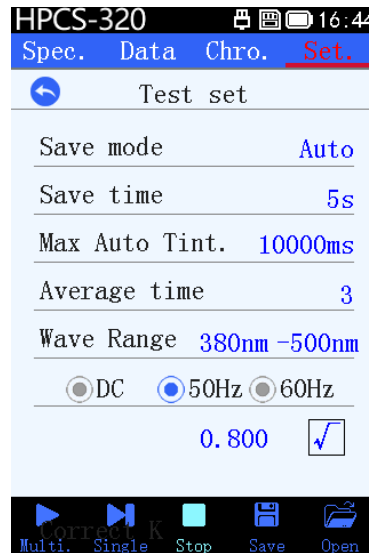 HPCS-320 16:44
Spec. Data Chro. Set.
Test set
Save mode Auto
Save time 5s
Max Auto Tint. 10000ms
Average time 3
Wave Range 380nm -500nm
DC 50Hz 60Hz
0.800 √
Correct K
Multi. Single Stop Save Open